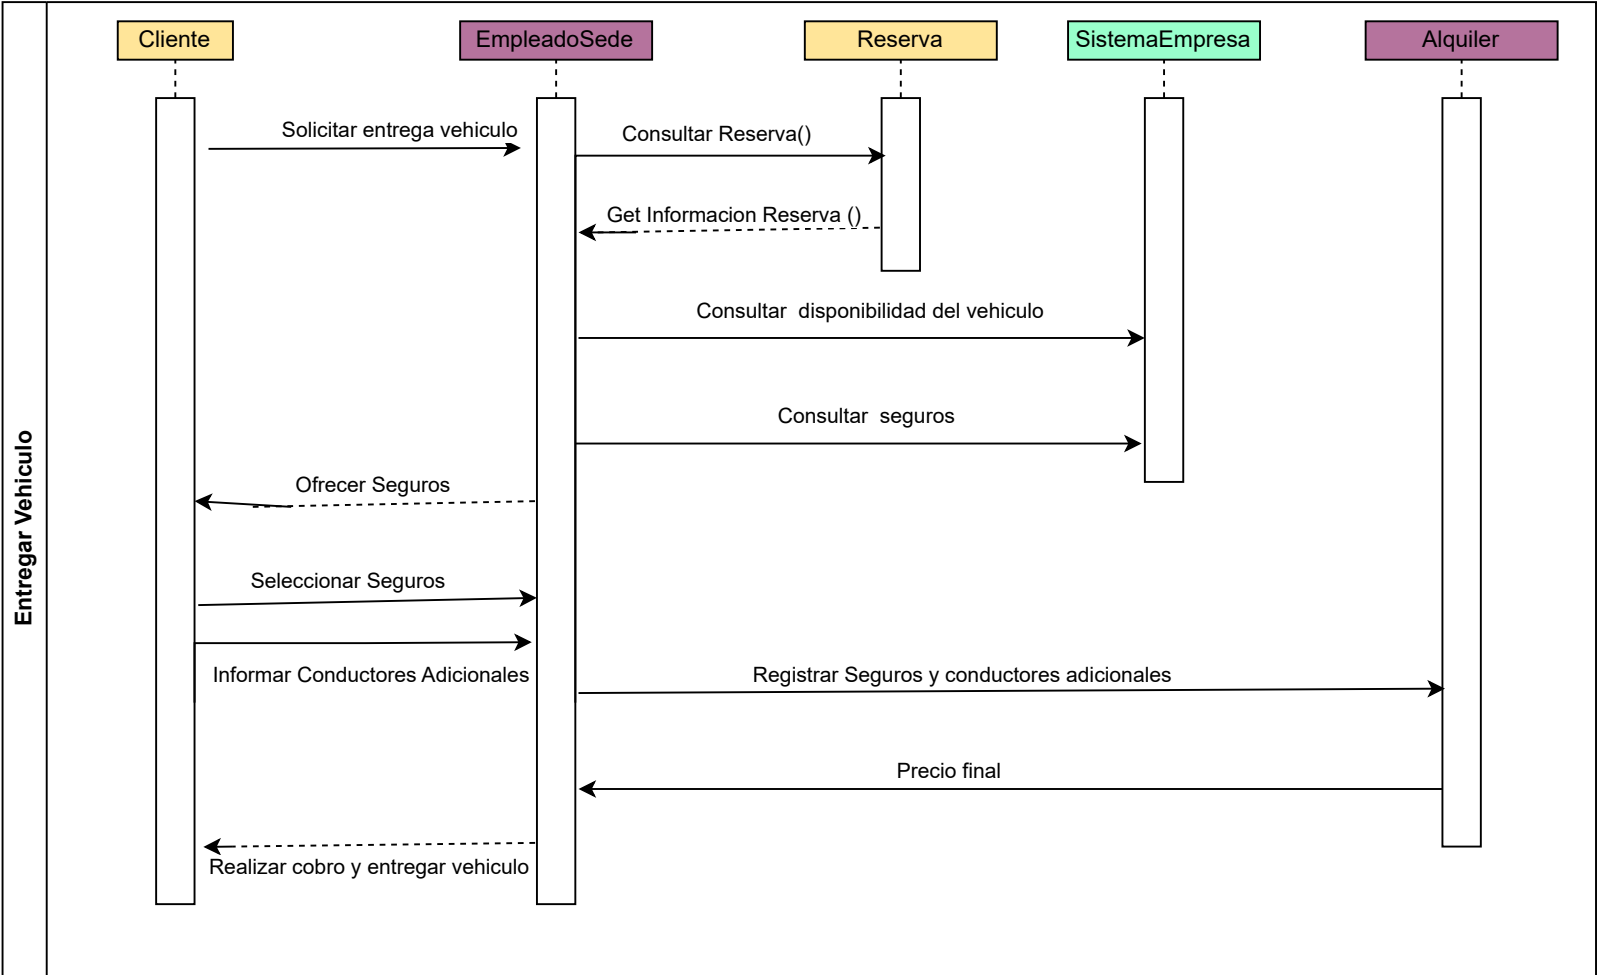 Cliente
EmpleadoSede
Reserva
SistemaEmpresa
Alquiler
Solicitar entrega vehiculo
Consultar Reserva()
Get Informacion Reserva ()
Consultar  disponibilidad del vehiculo
Consultar  seguros
Ofrecer Seguros
Seleccionar Seguros
Informar Conductores Adicionales
Registrar Seguros y conductores adicionales
Precio final
Realizar cobro y entregar vehiculo
Entregar Vehiculo